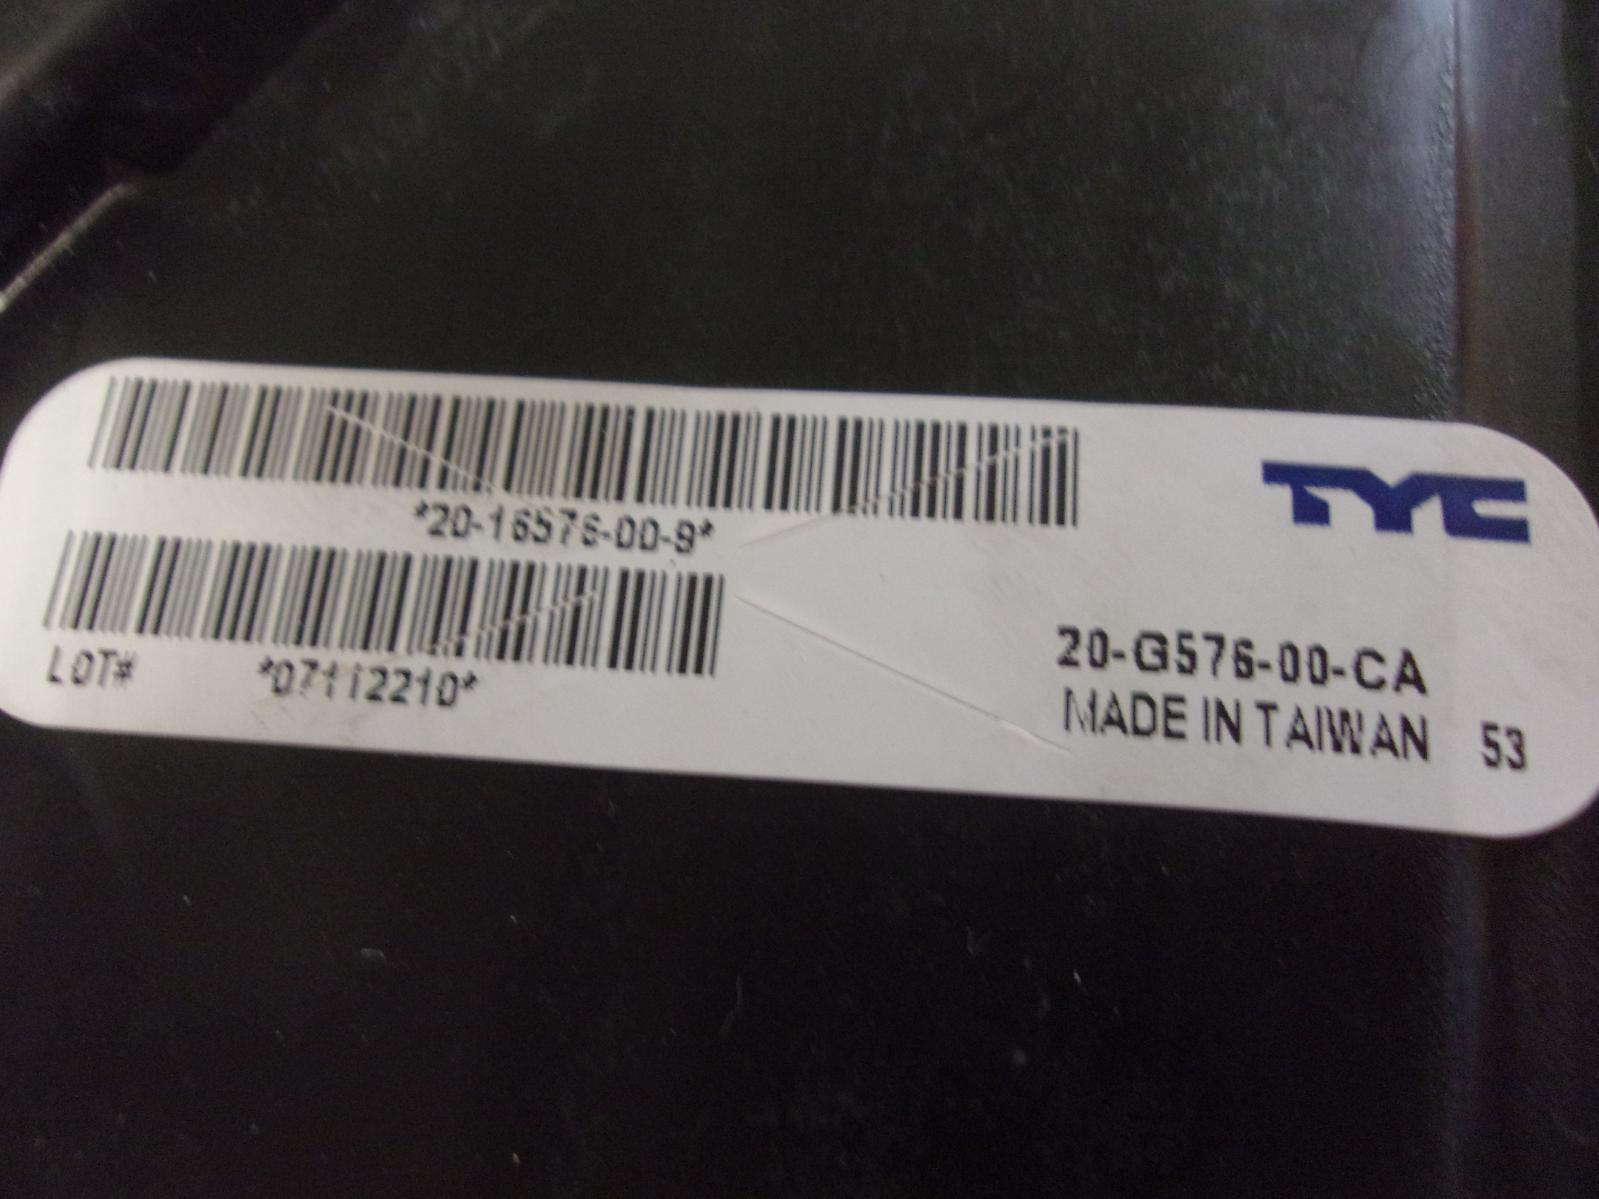 *20-16576-00-9*
LOT# *07112210*
TYC
20-G576-00-CA
MADE IN TAIWAN 53